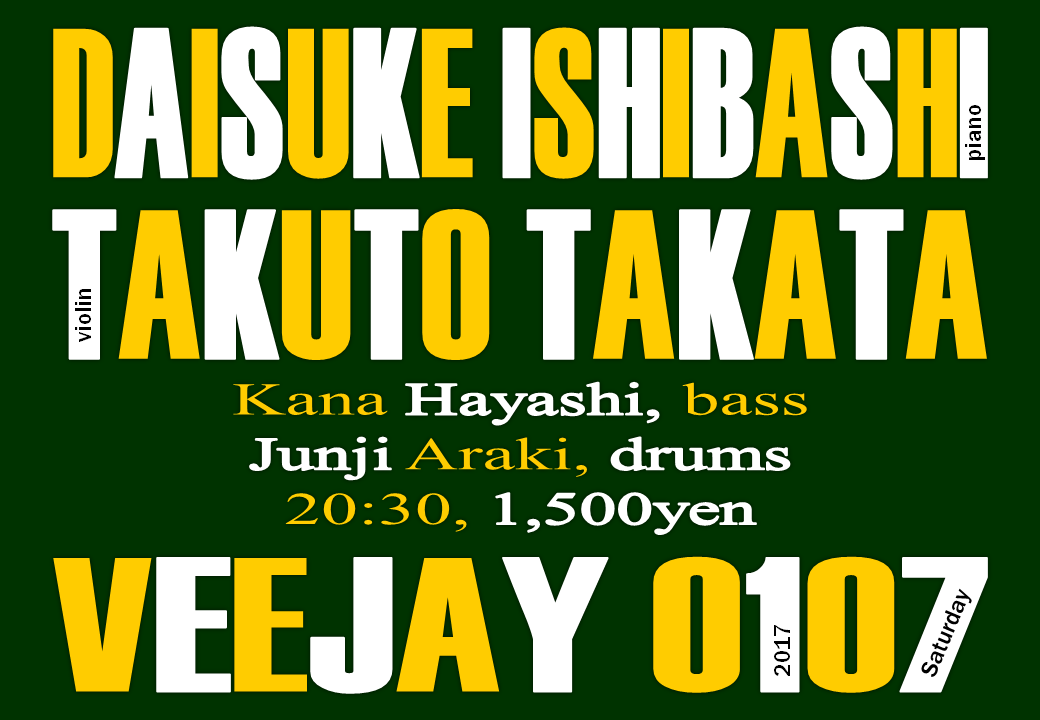 DAISUKE ISHIBASHI
piano
TAKUTO TAKATA
violin
Kana Hayashi, bass
Junji Araki, drums
20:30, 1,500yen
VEEJAY 0107
2017
Saturday